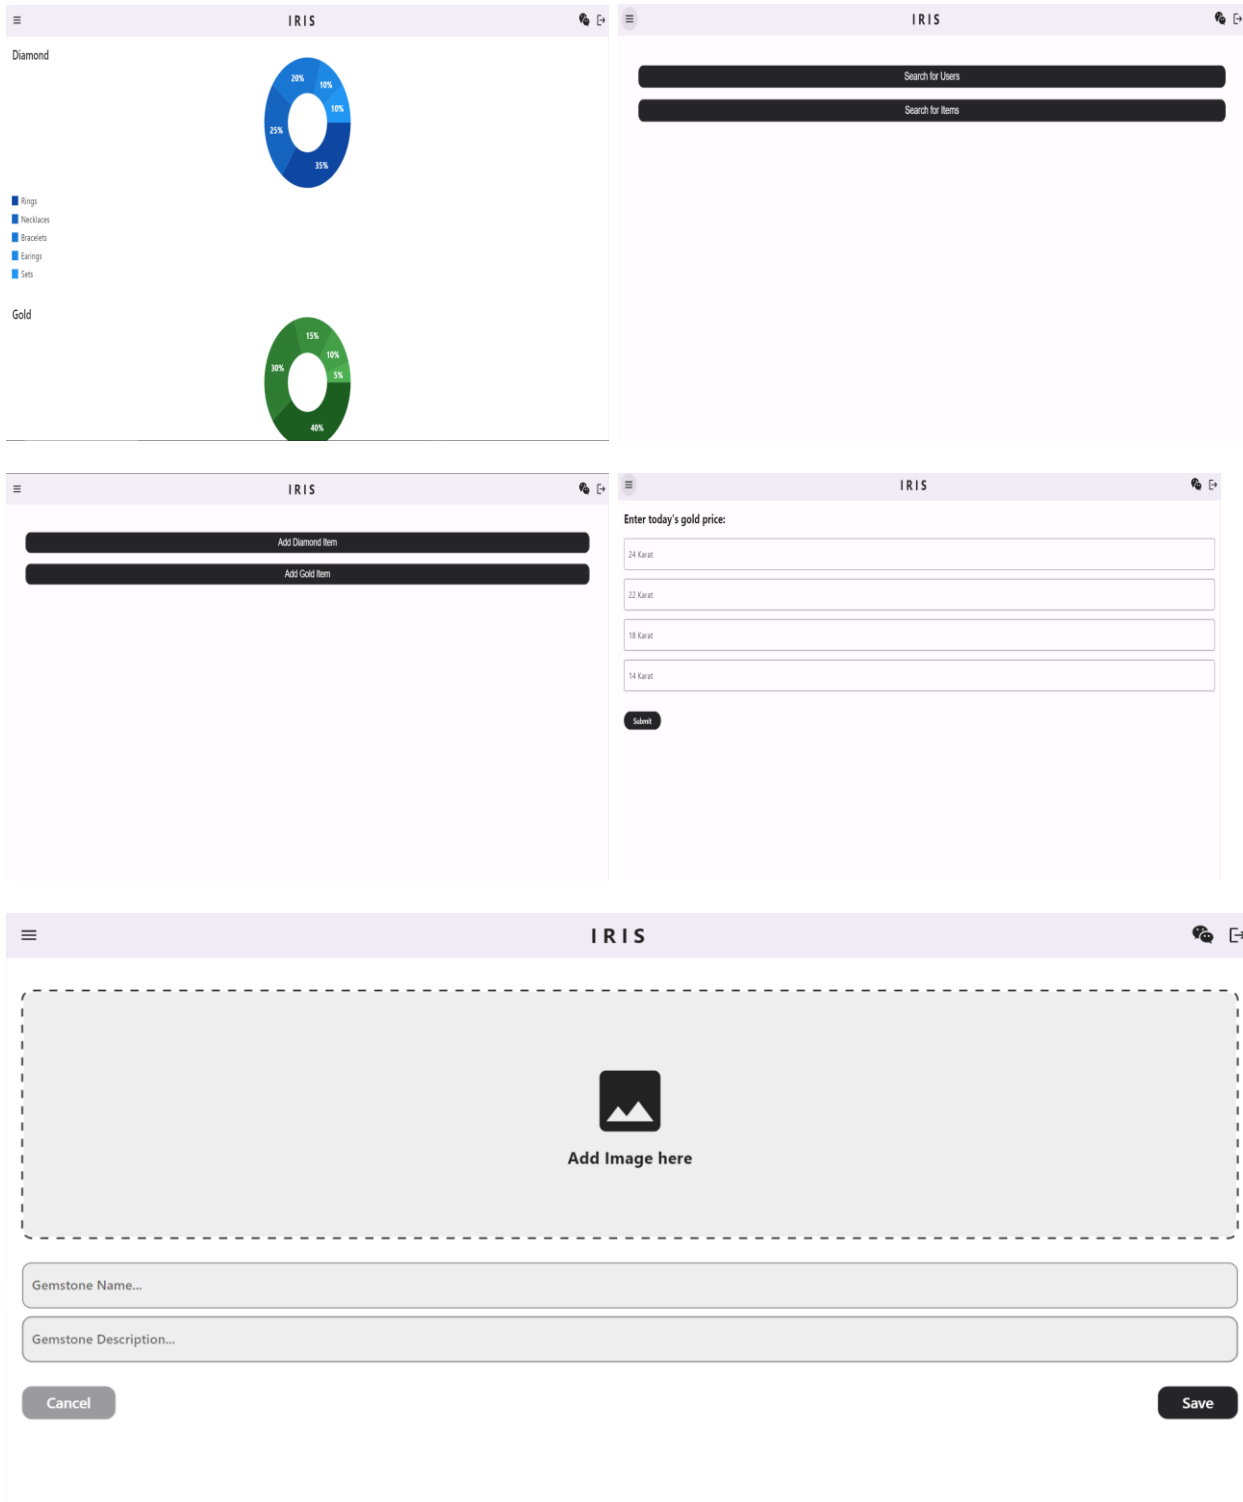 IRIS
Diamond
20%
10%
10%
25%
35%
Rings
Necklaces
Bracelets
Earings
Sets
Gold
15%
10%
30%
5%
40%
IRIS
Search for Users
Search for Items
IRIS
Add Diamond Item
Add Gold Item
IRIS
Enter today's gold price:
24 Karat
22 Karat
18 Karat
14 Karat
Submit
IRIS
Add Image here
Gemstone Name...
Gemstone Description...
Cancel
Save